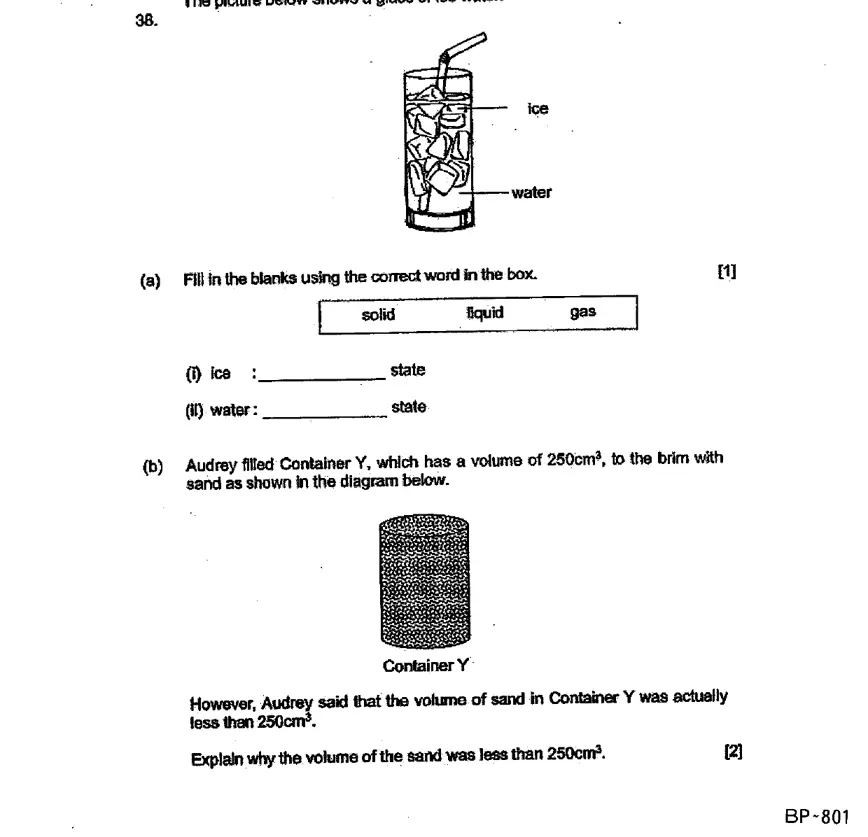 38.
ice
water
(a) Fill in the blanks using the correct word in the box. [1]
solid liquid gas
(i) ice : ____________ state
(ii) water : ____________ state
(b) Audrey filled Container Y, which has a volume of 250cm³, to the brim with
sand as shown in the diagram below.
Container Y
However, Audrey said that the volume of sand in Container Y was actually
less than 250cm³.
Explain why the volume of the sand was less than 250cm³. [2]
BP-801